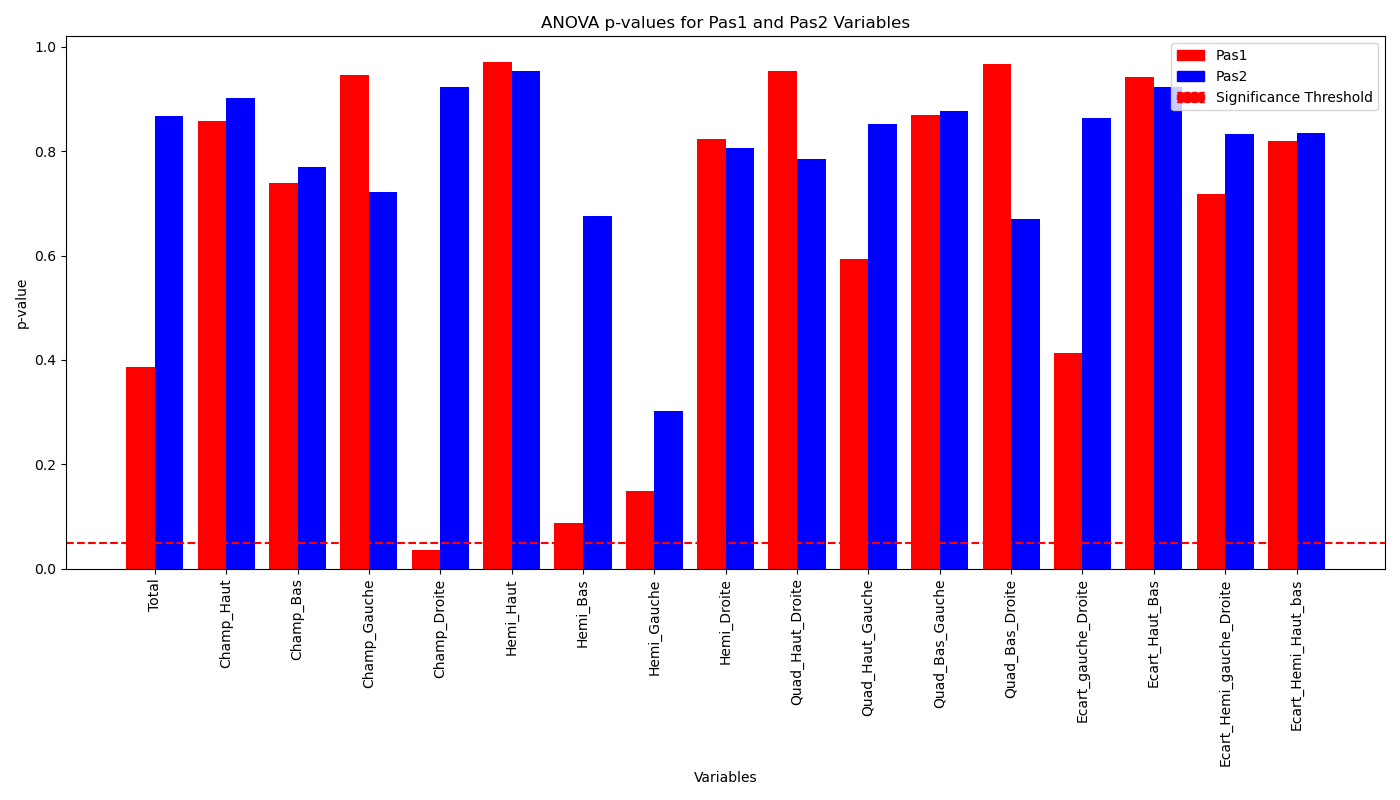 ANOVA p-values for Pas1 and Pas2 Variables
Pas1
Pas2
Significance Threshold
p-value
1.0
0.8
0.6
0.4
0.2
0.0
Total
Champ_Haut
Champ_Bas
Champ_Gauche
Champ_Droite
Hemi_Haut
Hemi_Bas
Hemi_Gauche
Hemi_Droite
Quad_Haut_Droite
Quad_Haut_Gauche
Quad_Bas_Gauche
Quad_Bas_Droite
Ecart_gauche_Droite
Ecart_Haut_Bas
Ecart_Hemi_gauche_Droite
Ecart_Hemi_Haut_bas
Variables